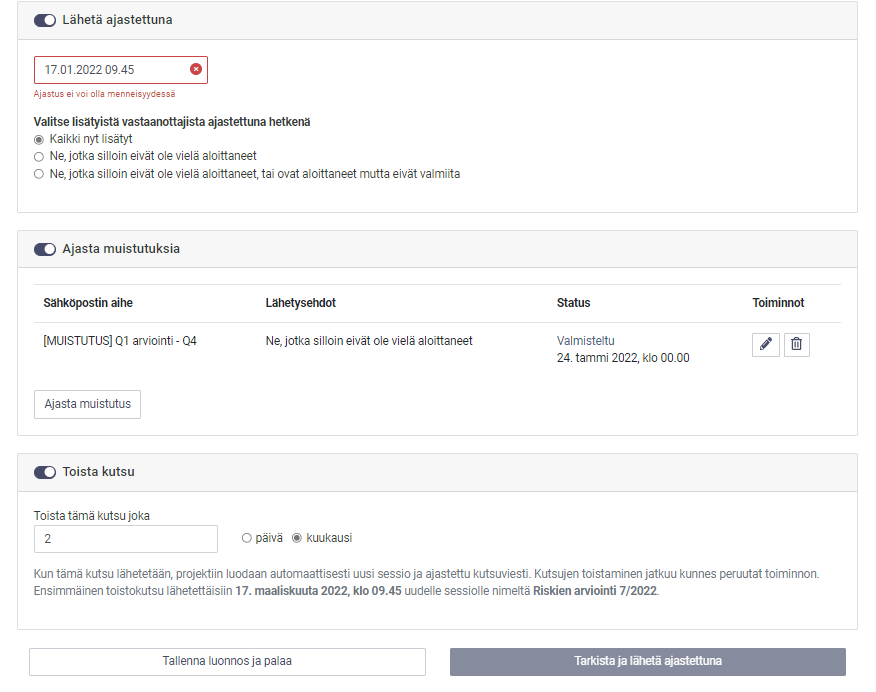 Lähetä ajastettuna
17.01.2022 09.45
Ajastus ei voi olla menneisyydessä
Valitse lisätyistä vastaanottajista ajastettuna hetkenä
Kaikki nyt lisätyt
Ne, jotka silloin eivät ole vielä aloittaneet
Ne, jotka silloin eivät ole vielä aloittaneet, tai ovat aloittaneet mutta eivät valmiita
Ajasta muistutuksia
Sähköpostin aihe Lähetysehdot Status Toiminnot
[MUISTUTUS] Q1 arviointi - Q4 Ne, jotka silloin eivät ole vielä aloittaneet Valmisteltu
24. tammi 2022, klo 00.00
Ajasta muistutus
Toista kutsu
Toista tämä kutsu joka
2 päivä kuukausi
Kun tämä kutsu lähetetään, projektiin luodaan automaattisesti uusi sessio ja ajastettu kutsuviesti. Kutsujen toistaminen jatkuu kunnes peruutat toiminnon.
Ensimmäinen toistokutsu lähetettäisiin 17. maaliskuuta 2022, klo 09.45 uudelle sessiolle nimeltä Riskien arviointi 7/2022.
Tallenna luonnos ja palaa Tarkista ja lähetä ajastettuna